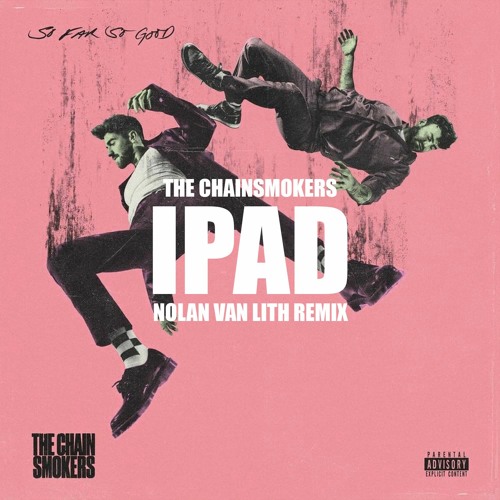 SO FAR SO GOOD
THE CHAINSMOKERS
IPAD
NOLAN VAN LITH REMIX
THE CHAIN
SMOKERS
PARENTAL
ADVISORY
EXPLICIT CONTENT